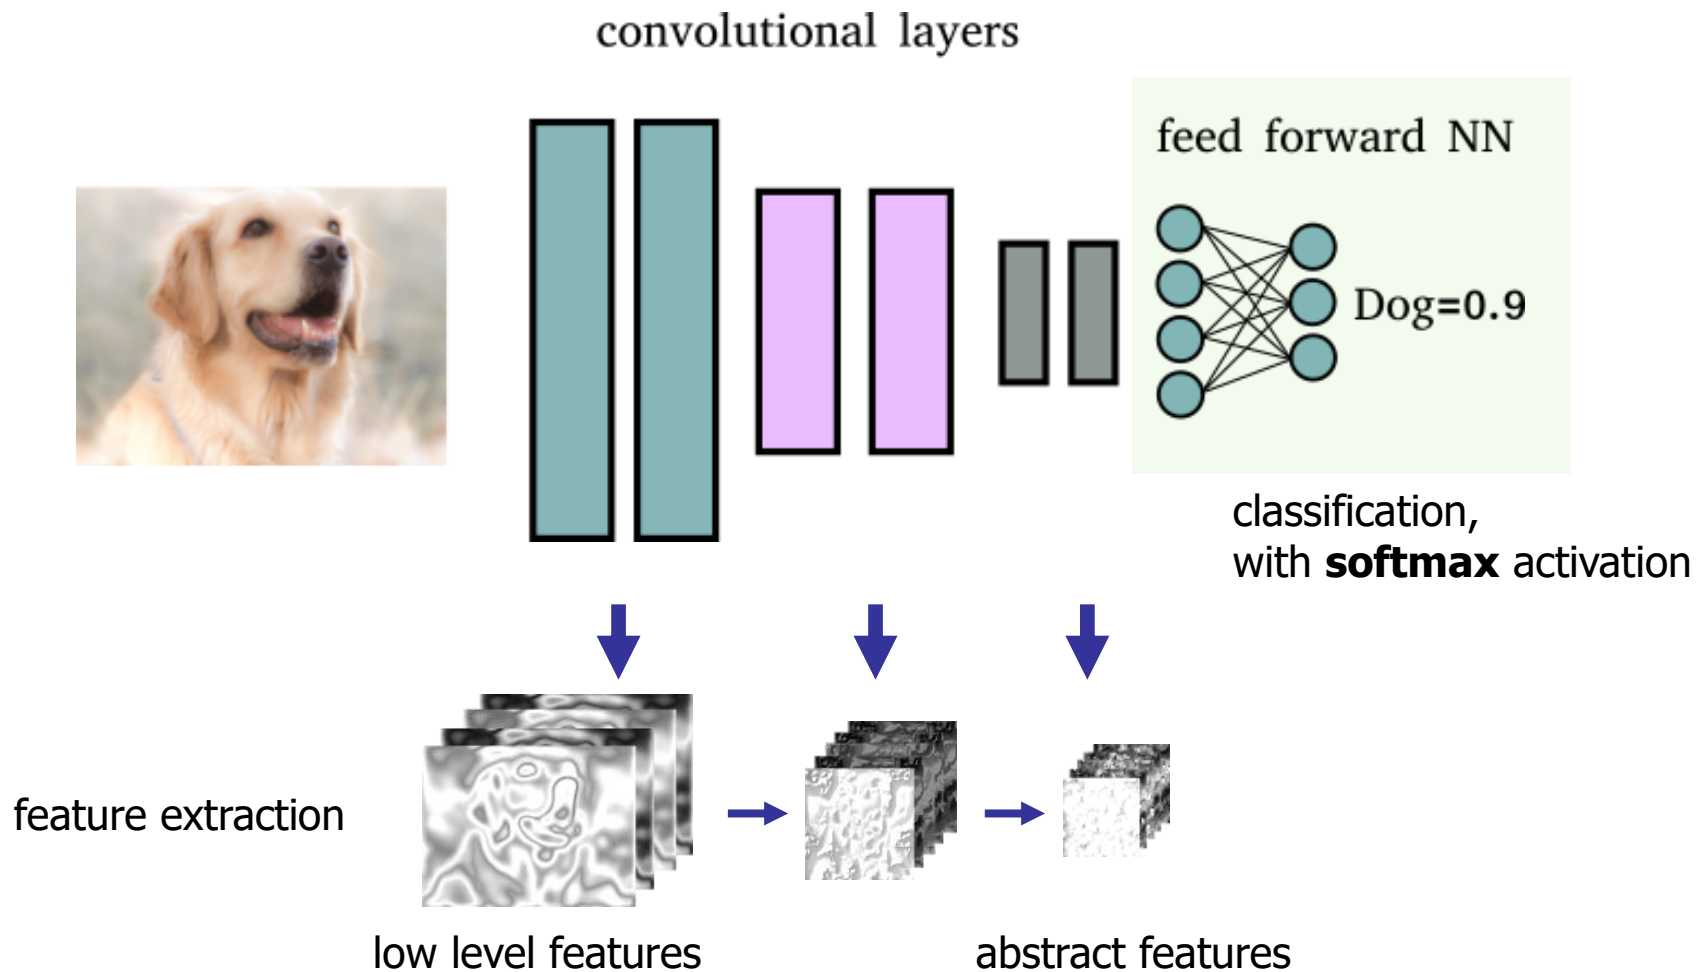 convolutional layers
feed forward NN
Dog=0.9
classification,
with softmax activation
feature extraction
low level features
abstract features